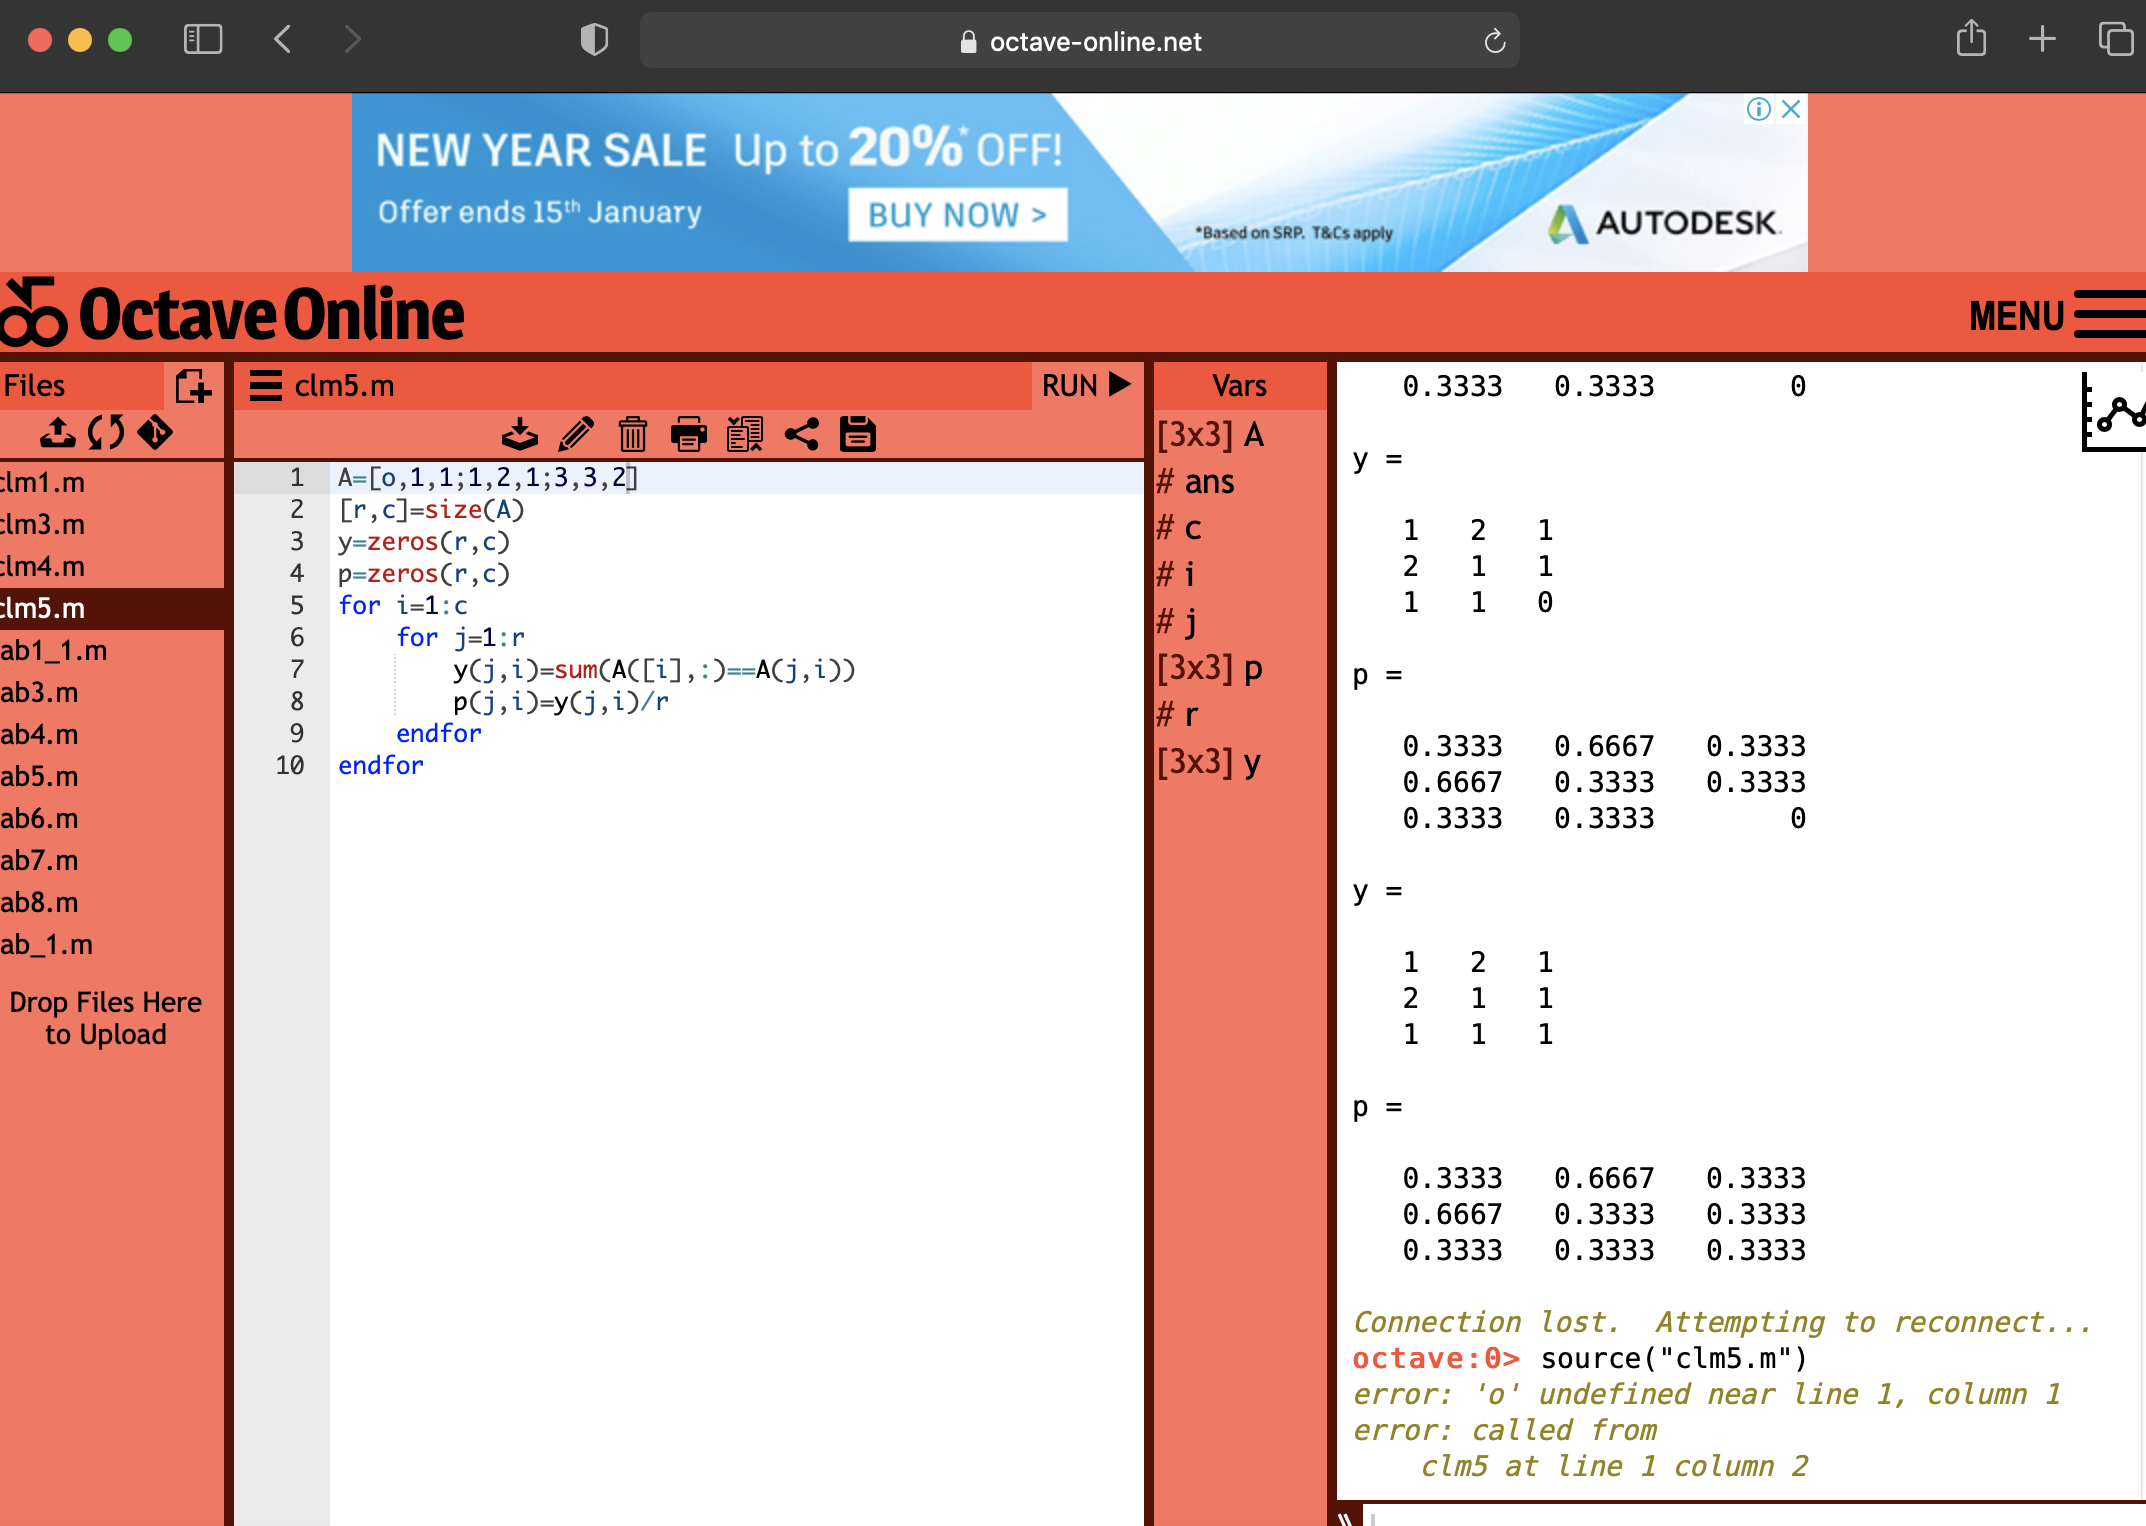 octave-online.net
NEW YEAR SALE Up to 20%* OFF!
Offer ends 15th January
BUY NOW >
*Based on SRP. T&Cs apply
AUTODESK.
Octave Online
MENU
Files
clm5.m
RUN
Vars
clm1.m
clm3.m
clm4.m
clm5.m
ab1_1.m
ab3.m
ab4.m
ab5.m
ab6.m
ab7.m
ab8.m
ab_1.m
Drop Files Here
to Upload
1 A=[o,1,1;1,2,1;3,3,2]
2 [r,c]=size(A)
3 y=zeros(r,c)
4 p=zeros(r,c)
5 for i=1:c
6 for j=1:r
7 y(j,i)=sum(A([i],:)==A(j,i))
8 p(j,i)=y(j,i)/r
9 endfor
10 endfor
[3x3] A
# ans
# c
# i
# j
[3x3] p
# r
[3x3] y
0.3333 0.3333 0
y =
1 2 1
2 1 1
1 1 0
p =
0.3333 0.6667 0.3333
0.6667 0.3333 0.3333
0.3333 0.3333 0
y =
1 2 1
2 1 1
1 1 1
p =
0.3333 0.6667 0.3333
0.6667 0.3333 0.3333
0.3333 0.3333 0.3333
Connection lost. Attempting to reconnect...
octave:0> source("clm5.m")
error: 'o' undefined near line 1, column 1
error: called from
clm5 at line 1 column 2